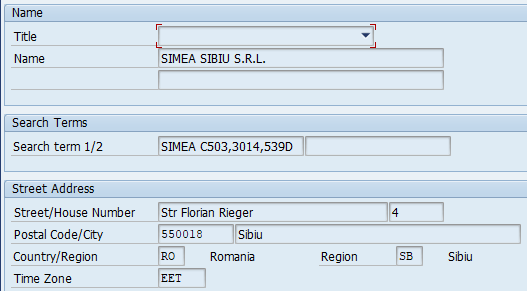 Name
Title
Name SIMEA SIBIU S.R.L.
Search Terms
Search term 1/2 SIMEA C503,3014,539D
Street Address
Street/House Number Str Florian Rieger 4
Postal Code/City 550018 Sibiu
Country/Region RO Romania Region SB Sibiu
Time Zone EET